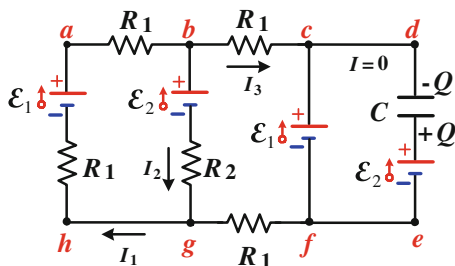 a R1 b R1 c d
+ + I3 I = 0 -Q
ℰ1 ℰ2 + C
- - ℰ1 +Q
R1 I2 R2 - ℰ2 +
-
h g f e
I1 R1